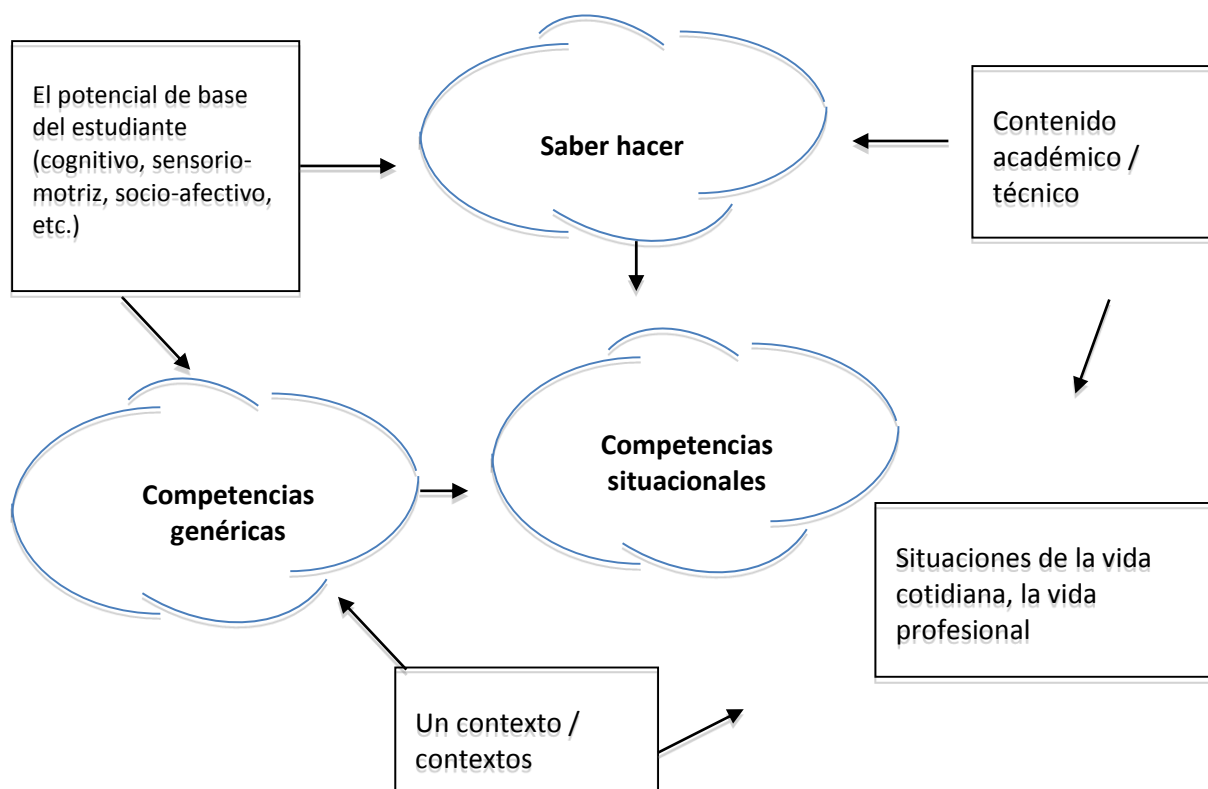 El potencial de base
del estudiante
(cognitivo, sensorio-
motriz, socio-afectivo,
etc.)
Saber hacer
Contenido
académico /
técnico
Competencias
genéricas
Competencias
situacionales
Situaciones de la vida
cotidiana, la vida
profesional
Un contexto /
contextos